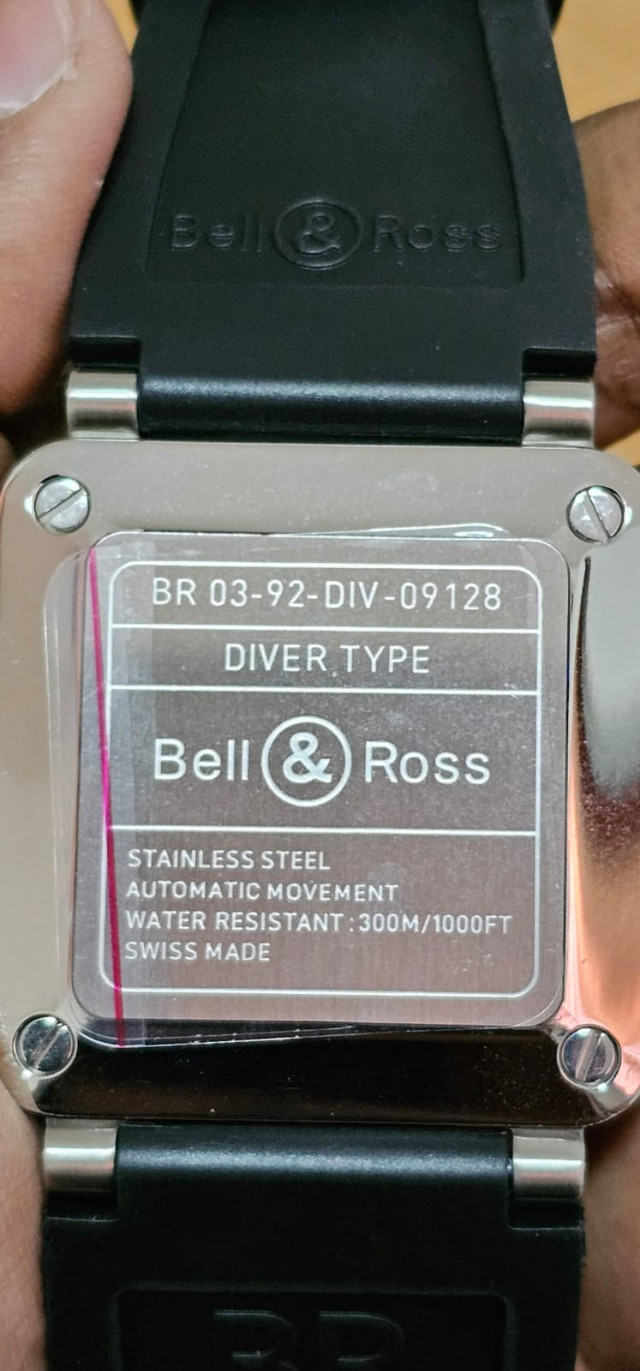 Bell & Ross
BR 03-92-DIV-09128
DIVER TYPE
Bell & Ross
STAINLESS STEEL
AUTOMATIC MOVEMENT
WATER RESISTANT : 300M/1000FT
SWISS MADE
BR